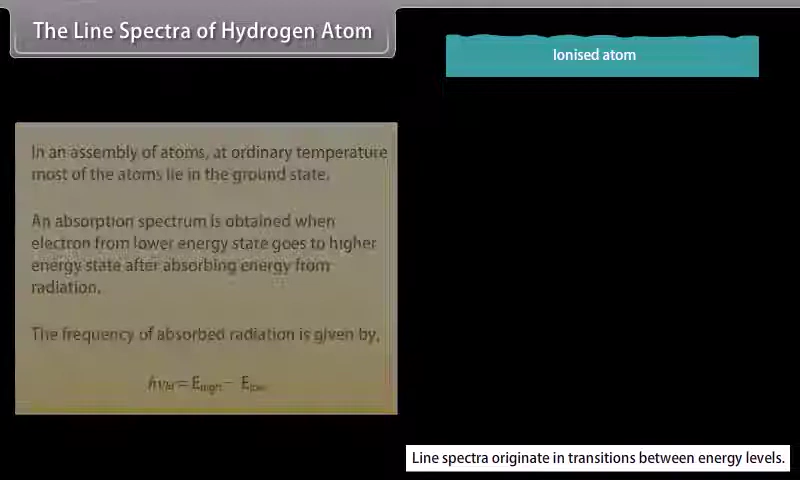 The Line Spectra of Hydrogen Atom
Ionised atom
In an assembly of atoms, at ordinary temperature
most of the atoms lie in the ground state.
An absorption spectrum is obtained when
electron from lower energy state goes to higher
energy state after absorbing energy from
radiation.
The frequency of absorbed radiation is given by,
= Ehigh − Elow
Line spectra originate in transitions between energy levels.